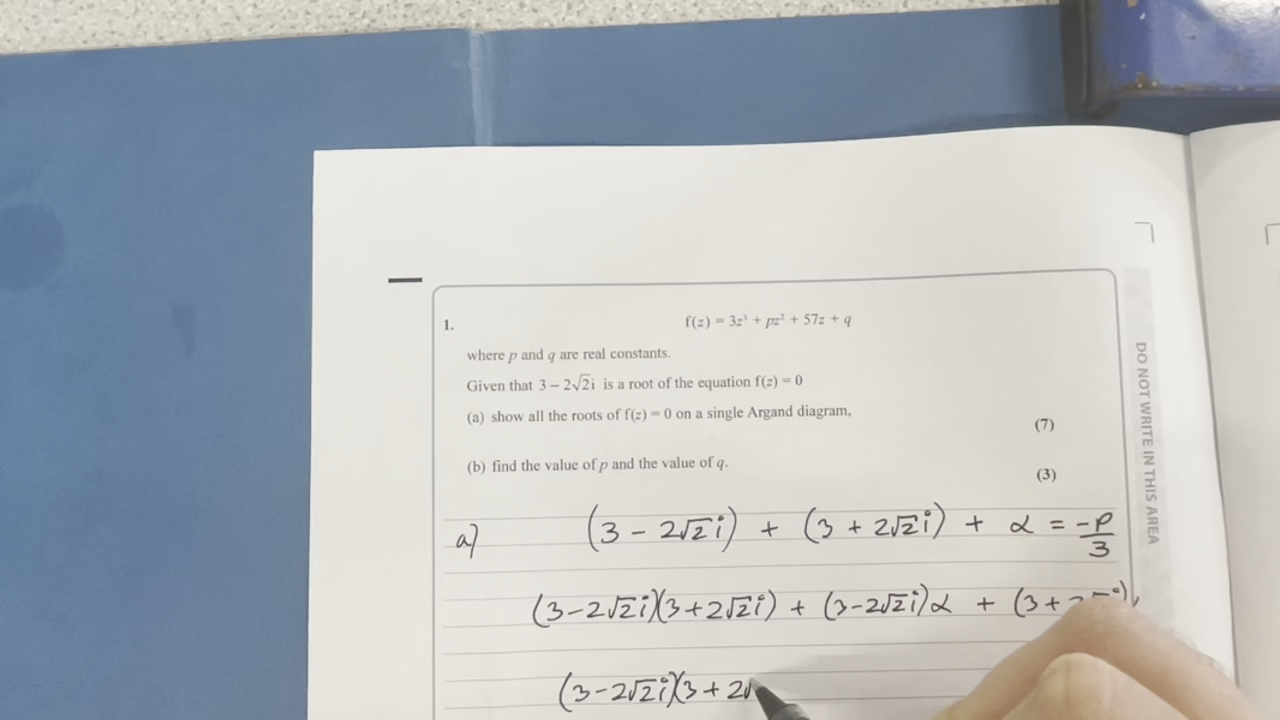 1. f(z) = 3z³ + pz² + 57z + q
where p and q are real constants.
Given that 3 – 2√2i is a root of the equation f(z) = 0
(a) show all the roots of f(z) = 0 on a single Argand diagram,
(7)
(b) find the value of p and the value of q.
(3)
a) (3 - 2√2i) + (3 + 2√2i) + α = -p/3
(3-2√2i)(3+2√2i) + (3-2√2i)α + (3+
(3-2√2i)(3+2√
DO NOT WRITE IN THIS AREA